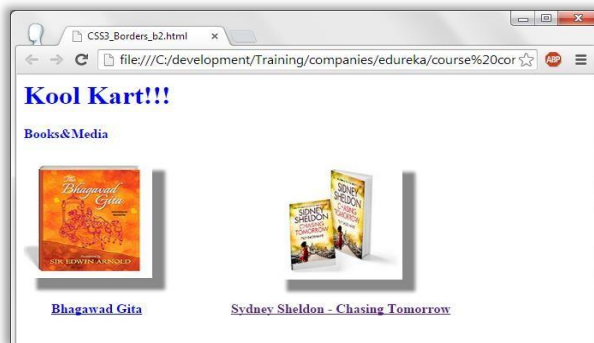 CSS3_Borders_b2.html
file:///C:/development/Training/companies/edureka/course%20cor
ABP
Kool Kart!!!
Books&Media
The
Bhagavad
Gita
SIR EDWIN ARNOLD
SIDNEY
SHELDON
CHASING
TOMORROW
SIDNEY
SHELDON
CHASING
TOMORROW
Bhagawad Gita
Sydney Sheldon - Chasing Tomorrow